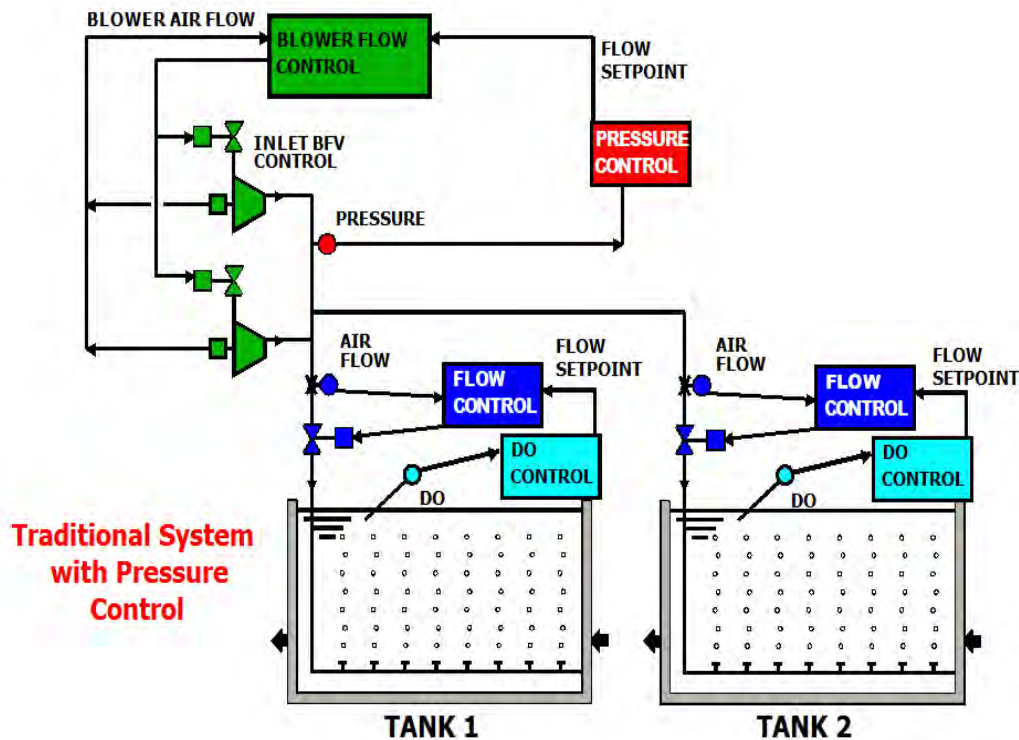 BLOWER AIR FLOW
BLOWER FLOW
CONTROL
FLOW
SETPOINT
INLET BFV
CONTROL
PRESSURE
CONTROL
PRESSURE
AIR
FLOW
FLOW
SETPOINT
AIR
FLOW
FLOW
SETPOINT
FLOW
CONTROL
FLOW
CONTROL
DO
CONTROL
DO
CONTROL
DO
DO
Traditional System
with Pressure
Control
TANK 1
TANK 2